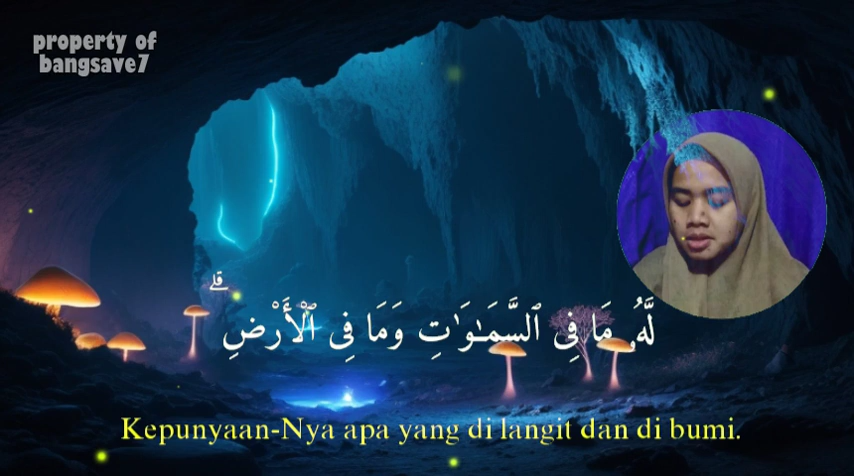 property of
bangsave7
لَّهُۥ مَا فِى ٱلسَّمَـٰوَٰتِ وَمَا فِى ٱلْأَرْضِ ۗ
Kepunyaan-Nya apa yang di langit dan di bumi.